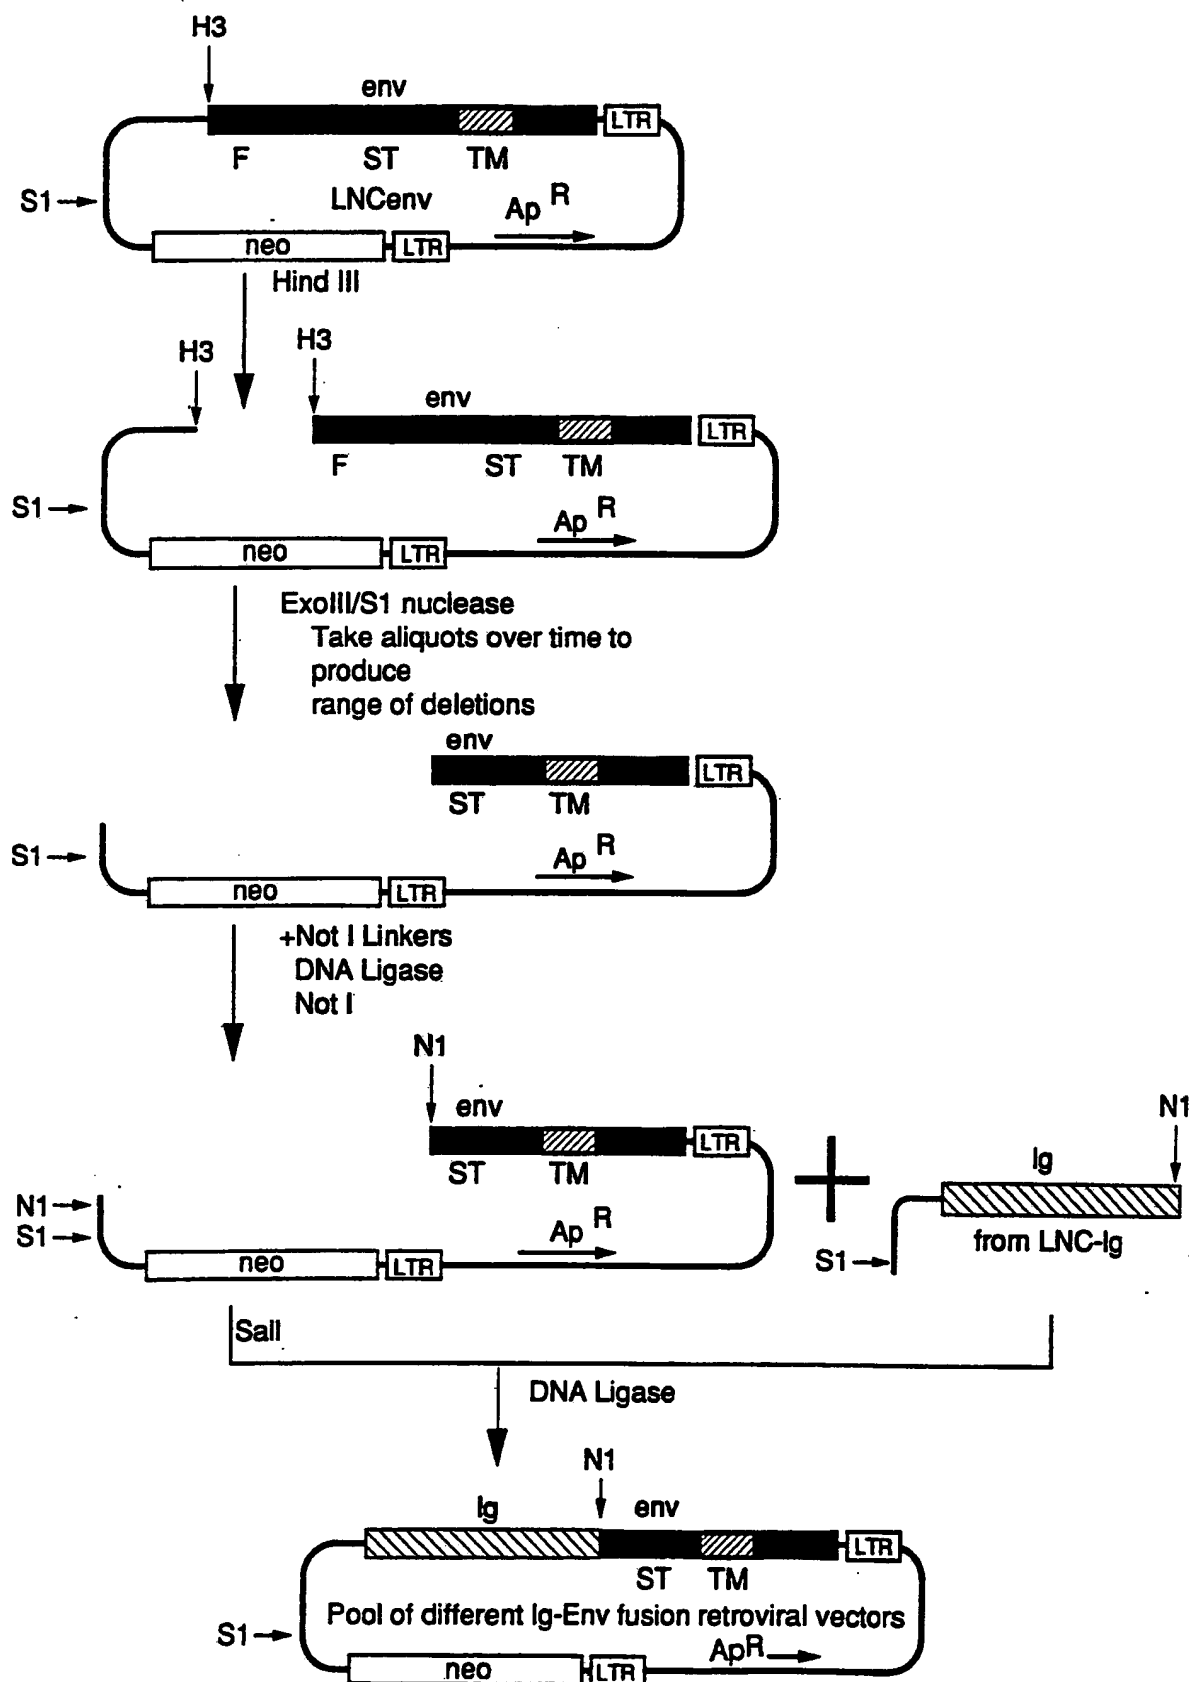 H3
env
LTR
F ST TM
S1
LNCenv
Ap R
neo
LTR
Hind III
H3
H3
env
LTR
F ST TM
S1
Ap R
neo
LTR
ExoIII/S1 nuclease
Take aliquots over time to
produce
range of deletions
env
LTR
ST TM
S1
Ap R
neo
LTR
+Not I Linkers
DNA Ligase
Not I
N1
env
LTR
ST TM
N1
S1
Ap R
neo
LTR
+
N1
Ig
from LNC-Ig
S1
SalI
DNA Ligase
N1
Ig env
LTR
ST TM
Pool of different Ig-Env fusion retroviral vectors
S1
ApR
neo
LTR